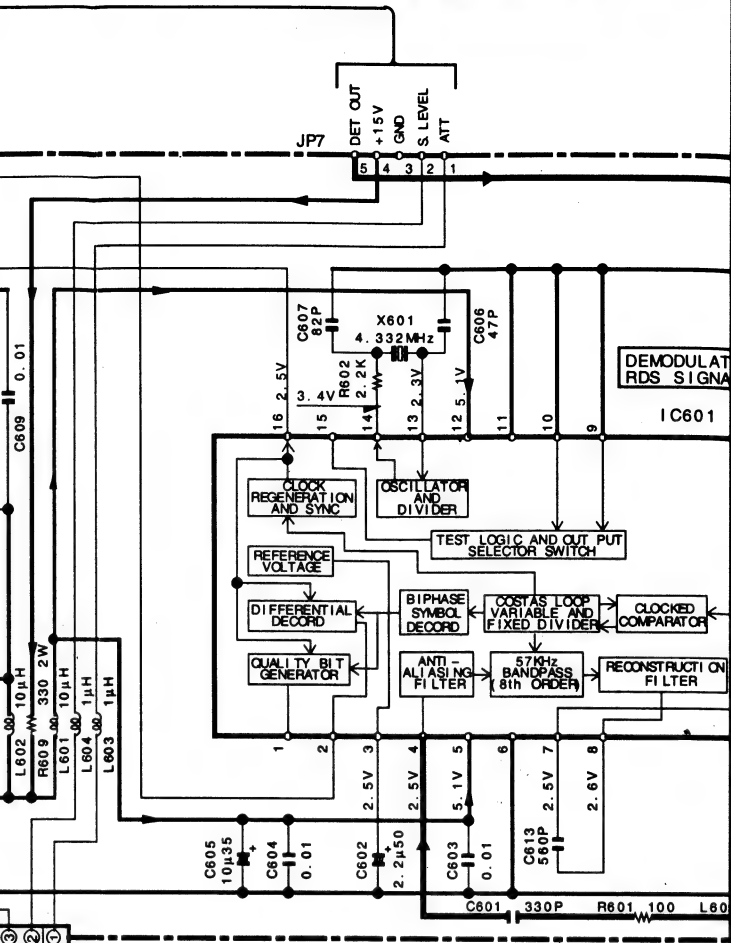 DET OUT
+15V
GND
S. LEVEL
ATT
JP7
5
4
3
2
1
C607
82P
X601
4. 332MHz
C606
47P
R602
2. 2K
2. 5V
3. 4V
2. 3V
5. 1V
0. 01
C609
16
15
14
13
12
11
10
9
DEMODULAT
RDS SIGNA
IC601
CLOCK
REGENERATION
AND SYNC
OSCILLATOR
AND
DIVIDER
TEST LOGIC AND OUT PUT
SELECTOR SWITCH
REFERENCE
VOLTAGE
DIFFERENTIAL
DECORD
BIPHASE
SYMBOL
DECORD
COSTAS LOOP
VARIABLE AND
FIXED DIVIDER
CLOCKED
COMPARATOR
QUALITY BIT
GENERATOR
ANTI-
ALIASING
FILTER
57KHz
BANDPASS
(8th ORDER)
RECONSTRUCTION
FILTER
L602 10μH
R609 330 2W
L601 10μH
L604 1μH
L603 1μH
1
2
3
4
5
6
7
8
2. 5V
2. 5V
5. 1V
2. 5V
2. 6V
C605
10μ35
C604
0. 01
C602
2. 2μ50
C603
0. 01
C613
560P
C601 330P
R601 100
L60
3
2
1